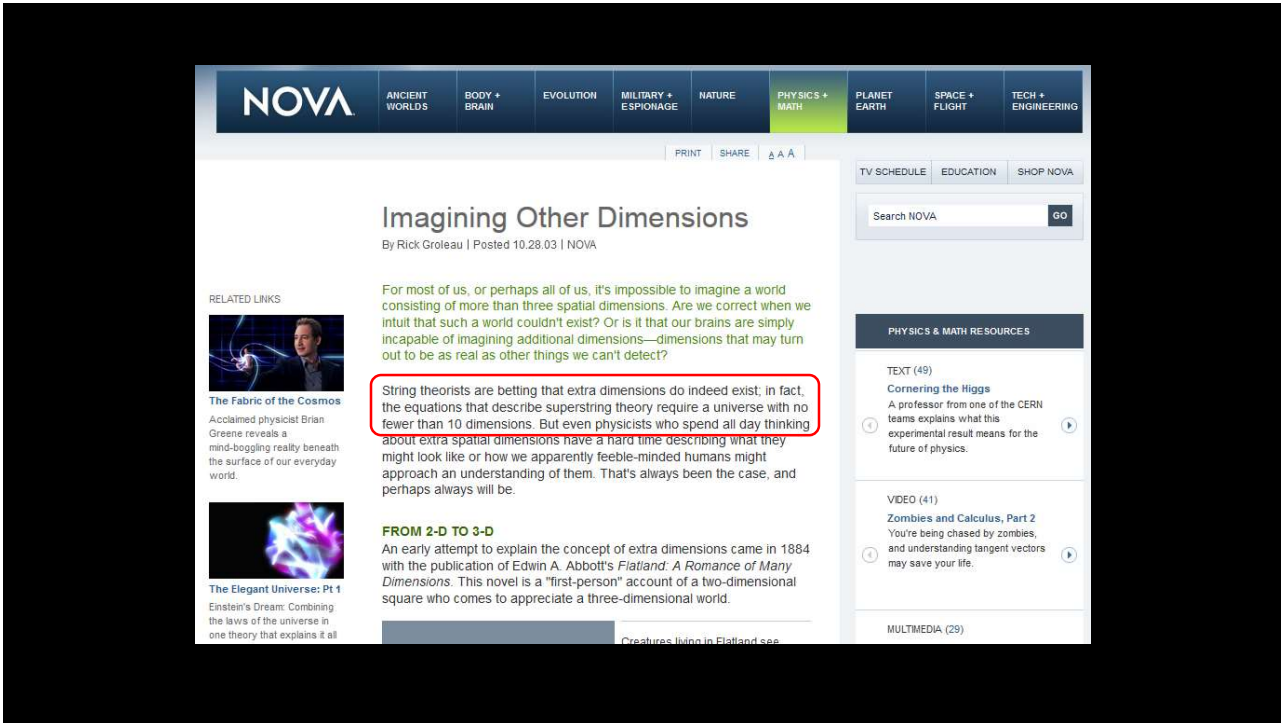 NOVA
ANCIENT WORLDS
BODY + BRAIN
EVOLUTION
MILITARY + ESPIONAGE
NATURE
PHYSICS + MATH
PLANET EARTH
SPACE + FLIGHT
TECH + ENGINEERING
PRINT SHARE A A A
TV SCHEDULE EDUCATION SHOP NOVA
Search NOVA GO
Imagining Other Dimensions
By Rick Groleau | Posted 10.28.03 | NOVA
For most of us, or perhaps all of us, it's impossible to imagine a world
consisting of more than three spatial dimensions. Are we correct when we
intuit that such a world couldn't exist? Or is it that our brains are simply
incapable of imagining additional dimensions—dimensions that may turn
out to be as real as other things we can't detect?
String theorists are betting that extra dimensions do indeed exist; in fact,
the equations that describe superstring theory require a universe with no
fewer than 10 dimensions. But even physicists who spend all day thinking
about extra spatial dimensions have a hard time describing what they
might look like or how we apparently feeble-minded humans might
approach an understanding of them. That's always been the case, and
perhaps always will be.
FROM 2-D TO 3-D
An early attempt to explain the concept of extra dimensions came in 1884
with the publication of Edwin A. Abbott's Flatland: A Romance of Many
Dimensions. This novel is a "first-person" account of a two-dimensional
square who comes to appreciate a three-dimensional world.
Creatures living in Flatland see
RELATED LINKS
The Fabric of the Cosmos
Acclaimed physicist Brian
Greene reveals a
mind-boggling reality beneath
the surface of our everyday
world.
The Elegant Universe: Pt 1
Einstein's Dream: Combining
the laws of the universe in
one theory that explains it all
PHYSICS & MATH RESOURCES
TEXT (49)
Cornering the Higgs
A professor from one of the CERN
teams explains what this
experimental result means for the
future of physics.
VIDEO (41)
Zombies and Calculus, Part 2
You're being chased by zombies,
and understanding tangent vectors
may save your life.
MULTIMEDIA (29)